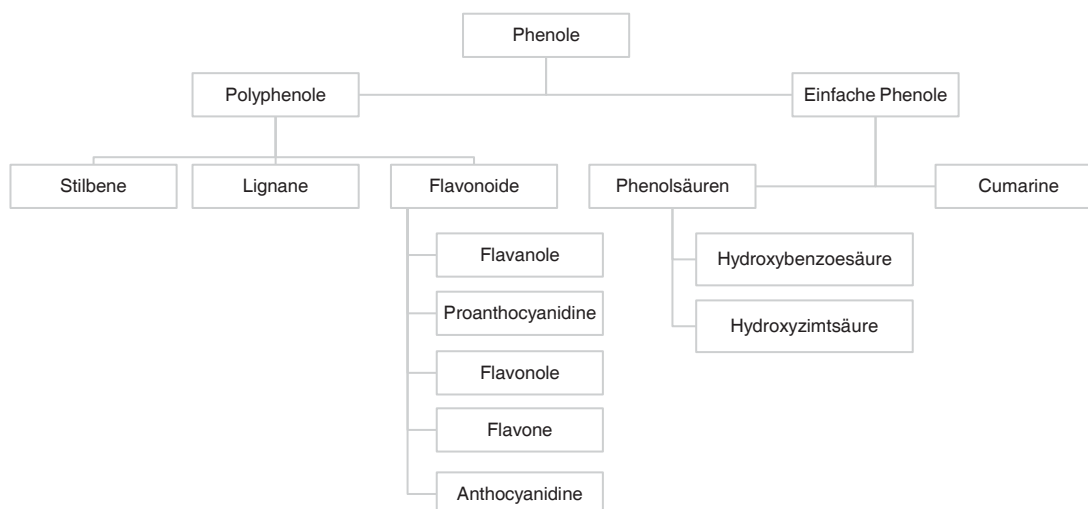 Phenole
Polyphenole
Einfache Phenole
Stilbene
Lignane
Flavonoide
Phenolsäuren
Cumarine
Flavanole
Proanthocyanidine
Flavonole
Flavone
Anthocyanidine
Hydroxybenzoesäure
Hydroxyzimtsäure